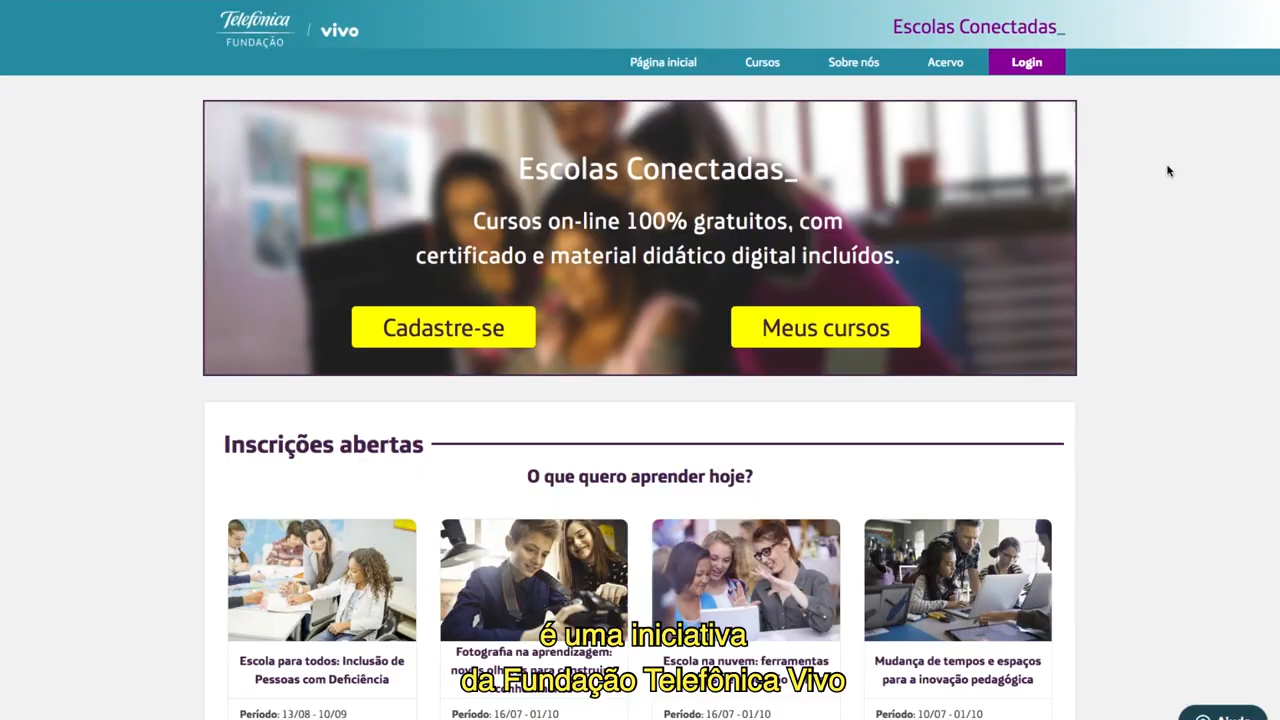 Telefónica
FUNDAÇÃO
vivo
Escolas Conectadas_
Página inicial
Cursos
Sobre nós
Acervo
Login
Escolas Conectadas_
Cursos on-line 100% gratuitos, com
certificado e material didático digital incluídos.
Cadastre-se
Meus cursos
Inscrições abertas
O que quero aprender hoje?
Escola para todos: Inclusão de
Pessoas com Deficiência
Período: 13/08 - 10/09
Fotografia na aprendizagem:
para
Período: 16/07 - 01/10
Escola na nuvem: ferramentas
Período: 16/07 - 01/10
Mudança de tempos e espaços
para a inovação pedagógica
Período: 10/07 - 01/10
Ajuda
é uma iniciativa
da Fundação Telefônica Vivo